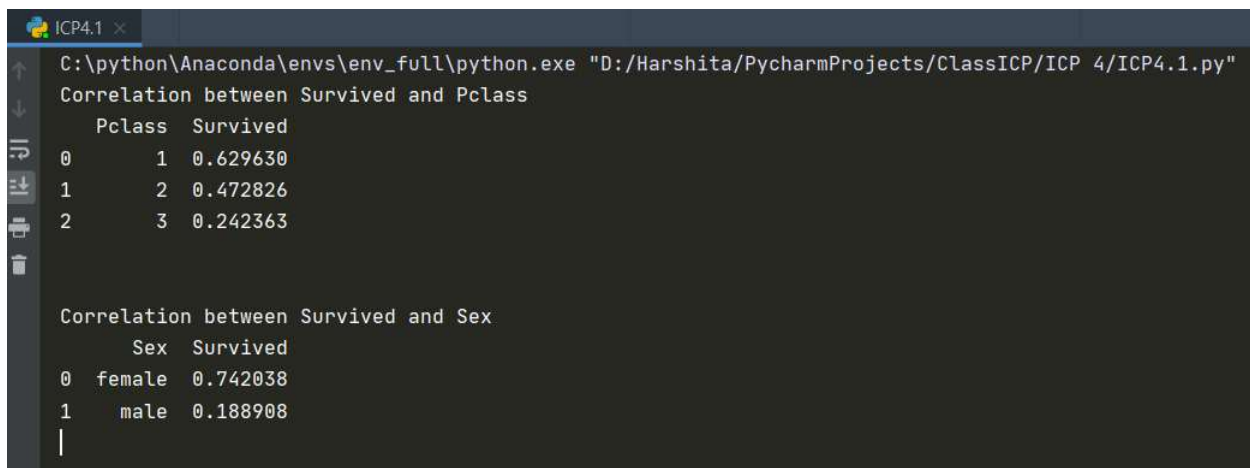 ICP4.1
C:\python\Anaconda\envs\env_full\python.exe "D:/Harshita/PycharmProjects/ClassICP/ICP 4/ICP4.1.py"
Correlation between Survived and Pclass
   Pclass  Survived
0       1  0.629630
1       2  0.472826
2       3  0.242363
Correlation between Survived and Sex
      Sex  Survived
0  female  0.742038
1    male  0.188908